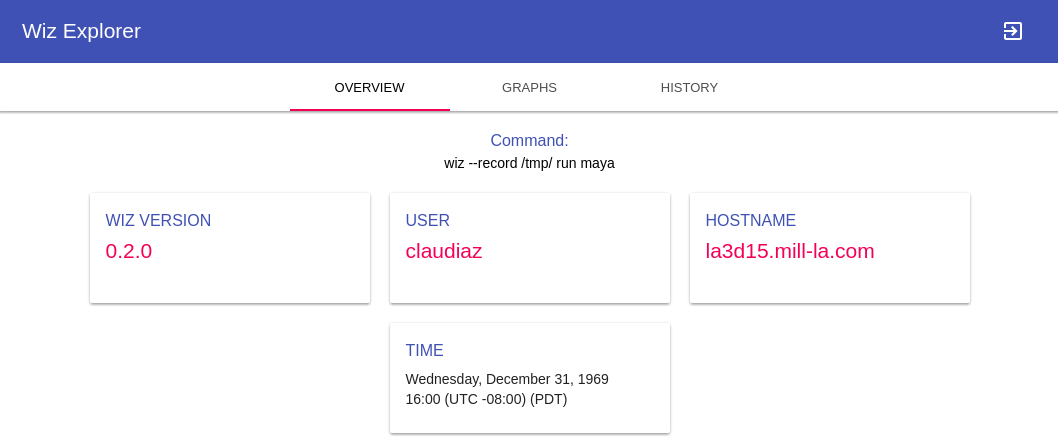 Wiz Explorer
OVERVIEW
GRAPHS
HISTORY
Command:
wiz --record /tmp/ run maya
WIZ VERSION
0.2.0
USER
claudiaz
HOSTNAME
la3d15.mill-la.com
TIME
Wednesday, December 31, 1969
16:00 (UTC -08:00) (PDT)